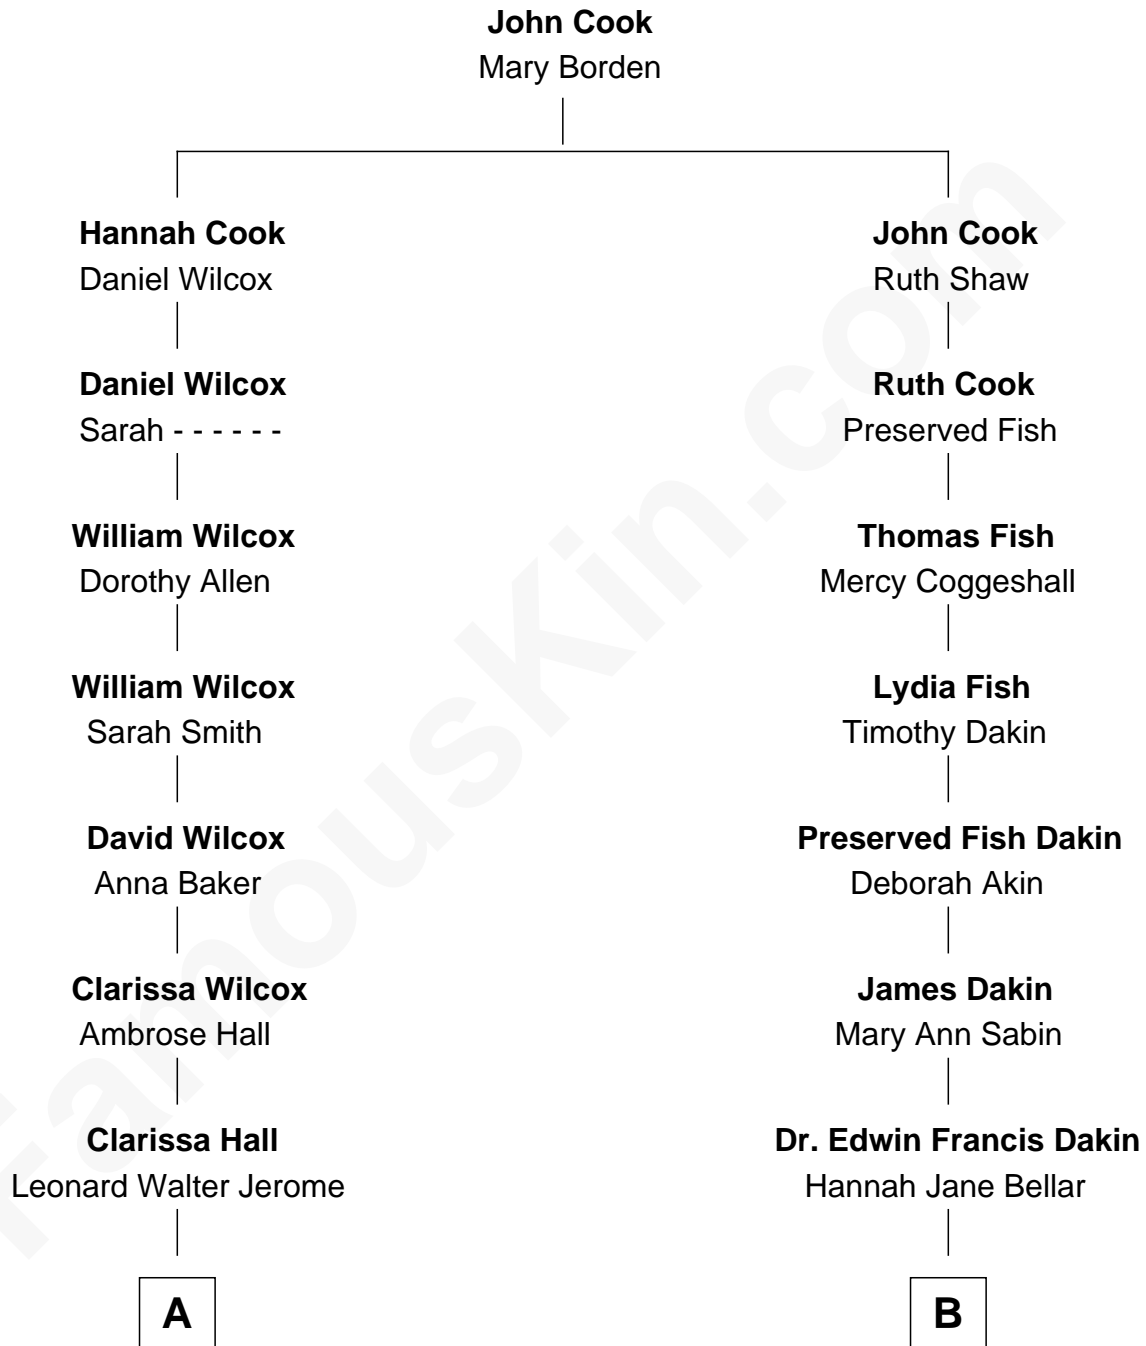 John Cook
Mary Borden
Hannah Cook
Daniel Wilcox
John Cook
Ruth Shaw
Daniel Wilcox
Sarah - - - - - -
Ruth Cook
Preserved Fish
William Wilcox
Dorothy Allen
Thomas Fish
Mercy Coggeshall
William Wilcox
Sarah Smith
Lydia Fish
Timothy Dakin
David Wilcox
Anna Baker
Preserved Fish Dakin
Deborah Akin
Clarissa Wilcox
Ambrose Hall
James Dakin
Mary Ann Sabin
Clarissa Hall
Leonard Walter Jerome
Dr. Edwin Francis Dakin
Hannah Jane Bellar
A
B
FamousKin.com